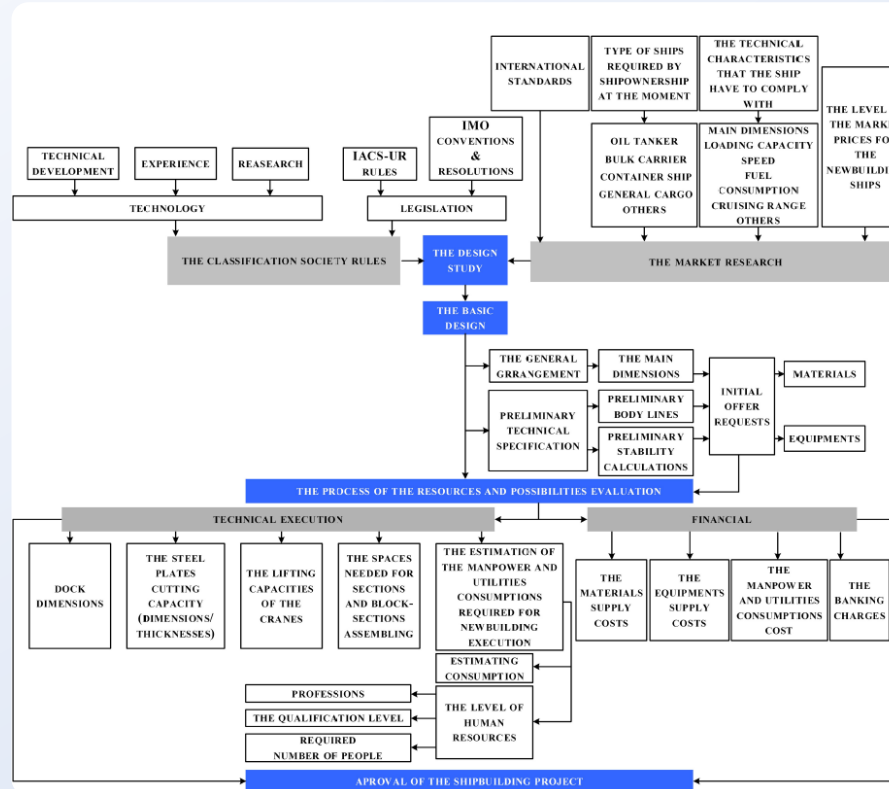 INTERNATIONAL
STANDARDS
TYPE OF SHIPS
REQUIRED BY
SHIPOWNERSHIP
AT THE MOMENT
THE TECHNICAL
CHARACTERISTICS
THAT THE SHIP
HAVE TO COMPLY
WITH
THE LEVEL
THE MARKE
PRICES FO
THE
NEWBUILDIN
SHIPS
OIL TANKER
BULK CARRIER
CONTAINER SHIP
GENERAL CARGO
OTHERS
MAIN DIMENSIONS
LOADING CAPACITY
SPEED
FUEL
CONSUMPTION
CRUISING RANGE
OTHERS
TECHNICAL
DEVELOPMENT
EXPERIENCE
REASEARCH
IACS-UR
RULES
IMO
CONVENTIONS
&
RESOLUTIONS
TECHNOLOGY
LEGISLATION
THE CLASSIFICATION SOCIETY RULES
THE DESIGN
STUDY
THE MARKET RESEARCH
THE BASIC
DESIGN
THE GENERAL
GRRANGEMENT
THE MAIN
DIMENSIONS
PRELIMINARY
TECHNICAL
SPECIFICATION
PRELIMINARY
BODY LINES
PRELIMINARY
STABILITY
CALCULATIONS
INITIAL
OFFER
REQUESTS
MATERIALS
EQUIPMENTS
THE PROCESS OF THE RESOURCES AND POSSIBILITIES EVALUATION
TECHNICAL EXECUTION
FINANCIAL
DOCK
DIMENSIONS
THE STEEL
PLATES
CUTTING
CAPACITY
(DIMENSIONS/
THICKNESSES)
THE LIFTING
CAPACITIES
OF THE
CRANES
THE SPACES
NEEDED FOR
SECTIONS
AND BLOCK-
SECTIONS
ASSEMBLING
THE ESTIMATION OF
THE MANPOWER AND
UTILITIES
CONSUMPTIONS
REQUIRED FOR
NEWBUILDING
EXECUTION
THE
MATERIALS
SUPPLY
COSTS
THE
EQUIPMENTS
SUPPLY
COSTS
THE
MANPOWER
AND UTILITIES
CONSUMPTIONS
COST
THE
BANKING
CHARGES
ESTIMATING
CONSUMPTION
PROFESSIONS
THE QUALIFICATION LEVEL
REQUIRED
NUMBER OF PEOPLE
THE LEVEL OF
HUMAN
RESOURCES
APROVAL OF THE SHIPBUILDING PROJECT